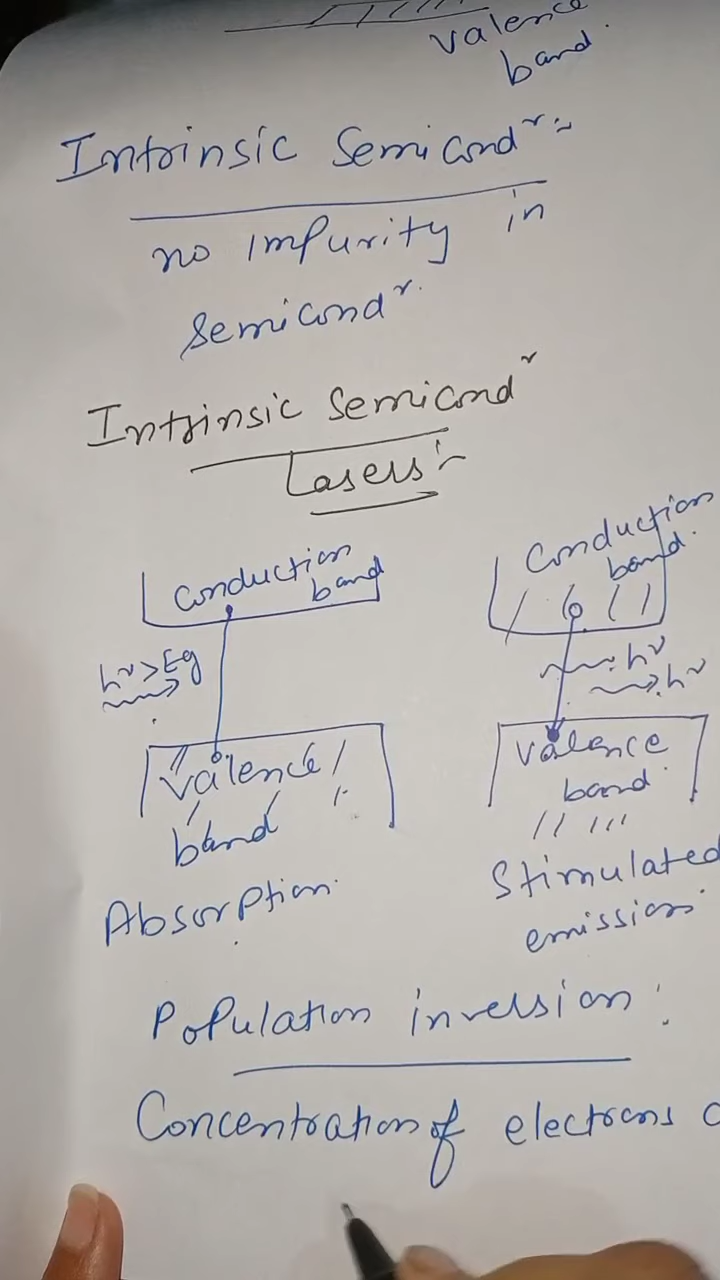 valence
band.
Intrinsic Semicondʳ :-
no impurity in
semicondʳ.
Intrinsic Semicondʳ
Lasers :-
Conduction
band
hν > Eg
Valence
band
Absorption.
Conduction
band.
hν
hν
Valence
band.
Stimulated
emission.
Population inversion :
Concentration of electrons